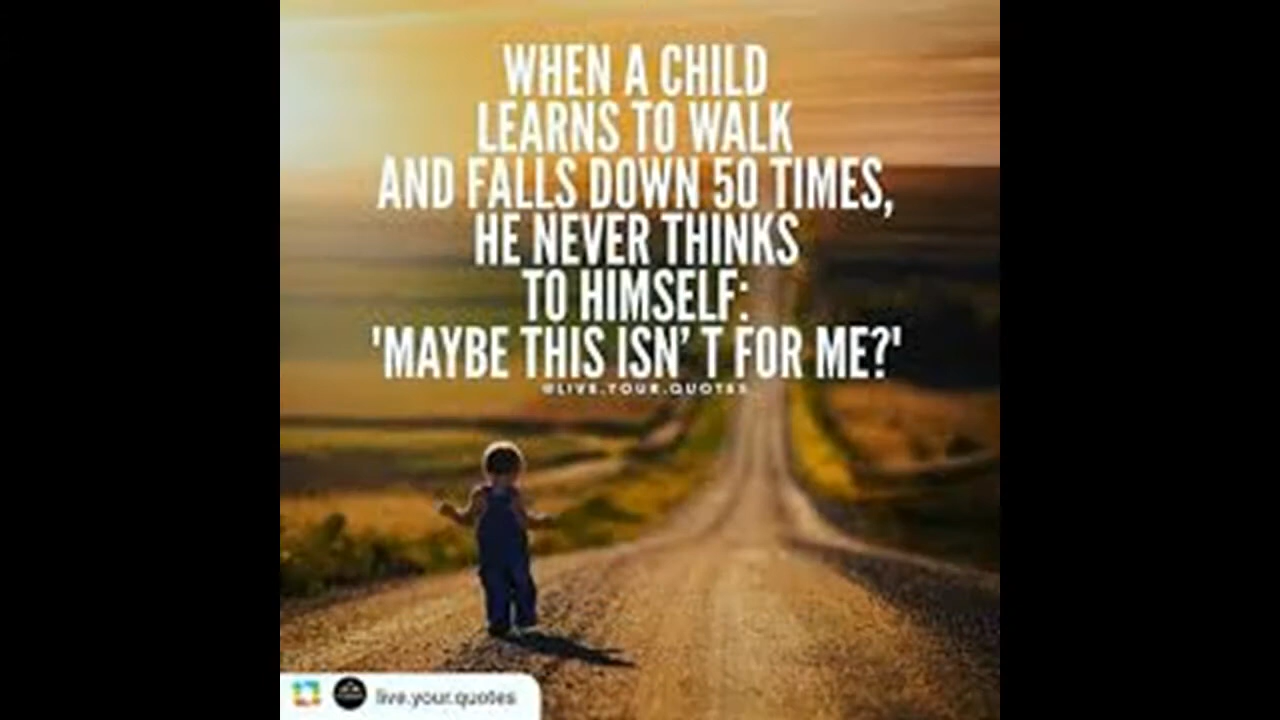 WHEN A CHILD
LEARNS TO WALK
AND FALLS DOWN 50 TIMES,
HE NEVER THINKS
TO HIMSELF:
'MAYBE THIS ISN’ T FOR ME?'
@LIVE.YOUR.QUOTES
live.your.quotes